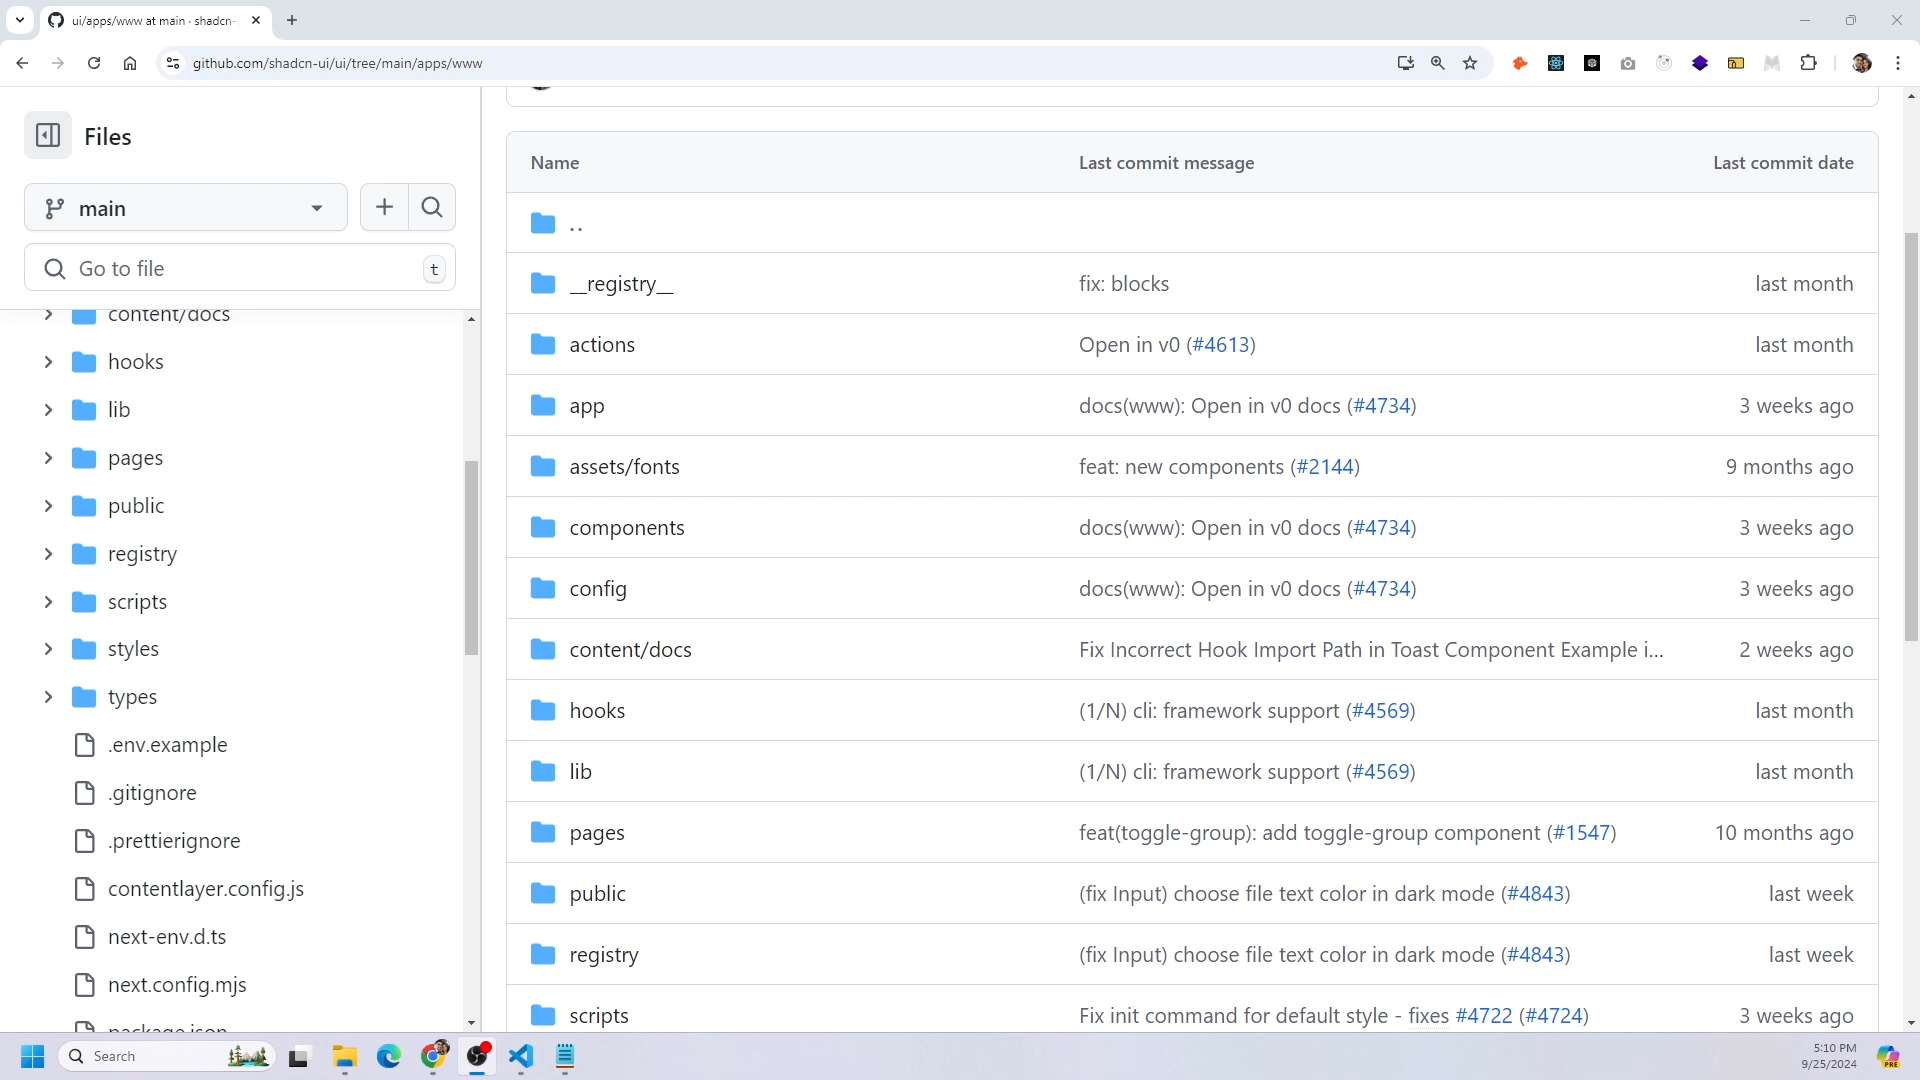 ui/apps/www at main · shadcn-
github.com/shadcn-ui/ui/tree/main/apps/www
Files
main
Go to file
t
content/docs
hooks
lib
pages
public
registry
scripts
styles
types
.env.example
.gitignore
.prettierignore
contentlayer.config.js
next-env.d.ts
next.config.mjs
package.json
Name Last commit message Last commit date
..
__registry__ fix: blocks last month
actions Open in v0 (#4613) last month
app docs(www): Open in v0 docs (#4734) 3 weeks ago
assets/fonts feat: new components (#2144) 9 months ago
components docs(www): Open in v0 docs (#4734) 3 weeks ago
config docs(www): Open in v0 docs (#4734) 3 weeks ago
content/docs Fix Incorrect Hook Import Path in Toast Component Example i... 2 weeks ago
hooks (1/N) cli: framework support (#4569) last month
lib (1/N) cli: framework support (#4569) last month
pages feat(toggle-group): add toggle-group component (#1547) 10 months ago
public (fix Input) choose file text color in dark mode (#4843) last week
registry (fix Input) choose file text color in dark mode (#4843) last week
scripts Fix init command for default style - fixes #4722 (#4724) 3 weeks ago
Search
5:10 PM
9/25/2024
PRE